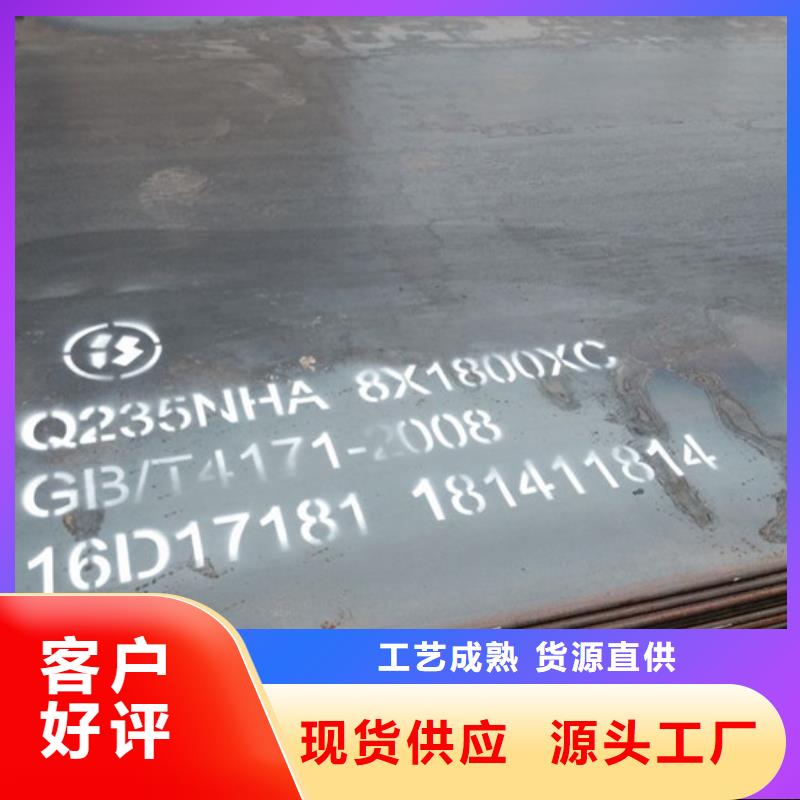 Q235NHA 8X1800XC
GB/T4171-2008
16D17181 181411814
工艺成熟 货源直供
客户
好评
现货供应 源头工厂